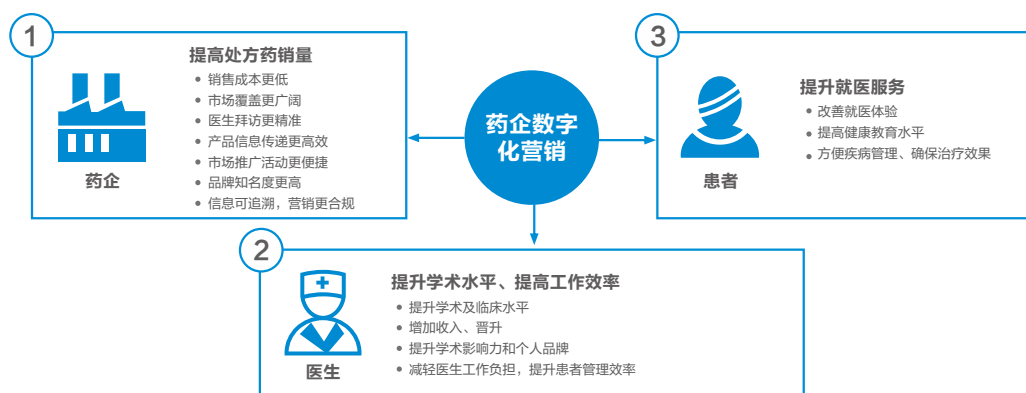 1
提高处方药销量
销售成本更低
市场覆盖更广阔
医生拜访更精准
产品信息传递更高效
市场推广活动更便捷
品牌知名度更高
信息可追溯，营销更合规
药企
药企数字
化营销
3
提升就医服务
改善就医体验
提高健康教育水平
方便疾病管理、确保治疗效果
患者
2
提升学术水平、提高工作效率
提升学术及临床水平
增加收入、晋升
提升学术影响力和个人品牌
减轻医生工作负担，提升患者管理效率
医生